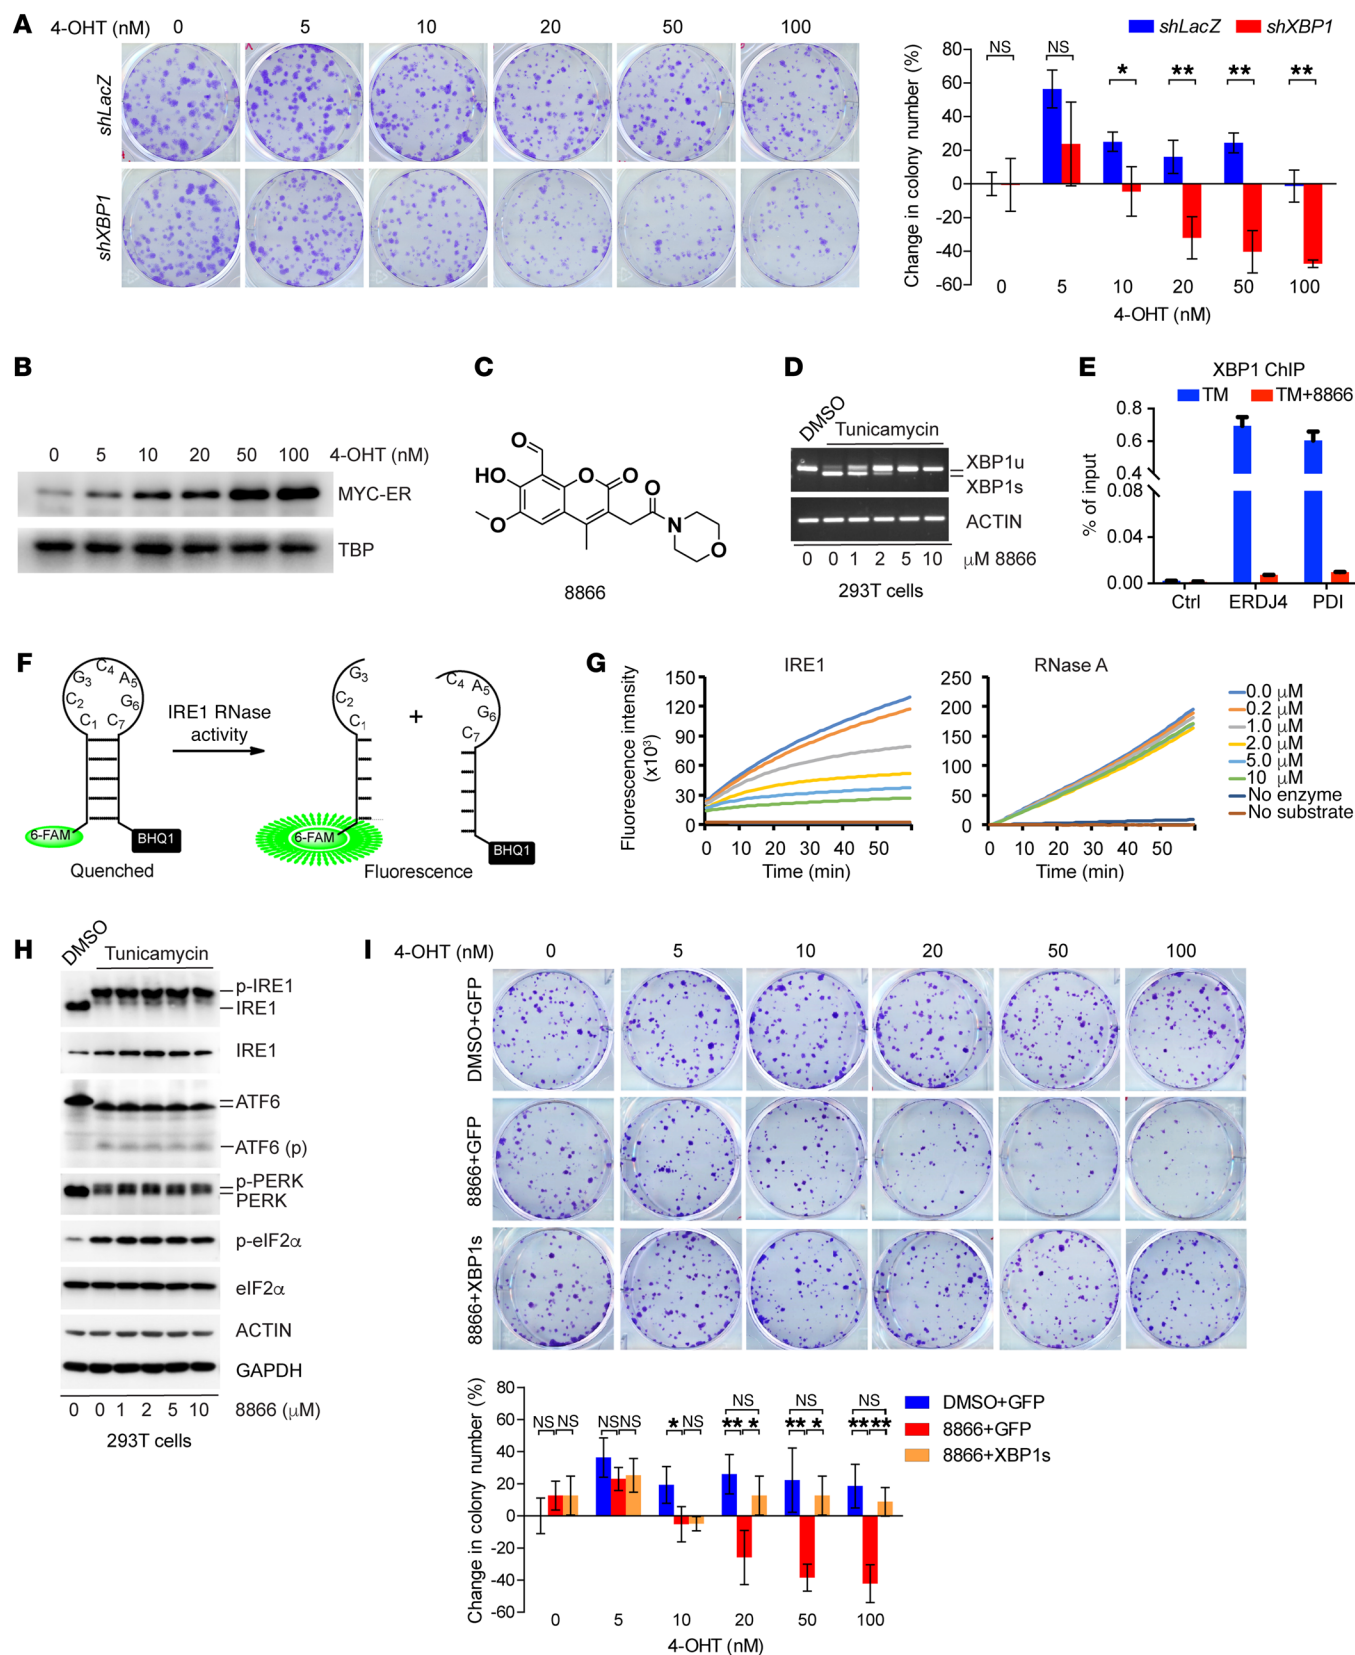 A
4-OHT (nM) 0 5 10 20 50 100
shLacZ
shXBP1
shLacZ shXBP1
Change in colony number (%)
80
60
40
20
0
-20
-40
-60
NS NS * ** ** **
0 5 10 20 50 100
4-OHT (nM)
B
0 5 10 20 50 100 4-OHT (nM)
MYC-ER
TBP
C
O
HO O O
O
O N
O
8866
D
DMSO
Tunicamycin
XBP1u
XBP1s
ACTIN
0 0 1 2 5 10 μM 8866
293T cells
E
XBP1 ChIP
TM TM+8866
% of input
0.8
0.6
0.4
0.08
0.04
0.00
Ctrl ERDJ4 PDI
F
G3 C4 A5
C2 G6
C1 C7
6-FAM BHQ1
Quenched
IRE1 RNase
activity
G3
C2
C1
+
C4 A5
G6
C7
6-FAM
BHQ1
Fluorescence
G
IRE1
Fluorescence intensity
(x10³)
150
120
90
60
30
0
0 10 20 30 40 50
Time (min)
RNase A
250
200
150
100
50
0
0 10 20 30 40 50
Time (min)
0.0 μM
0.2 μM
1.0 μM
2.0 μM
5.0 μM
10 μM
No enzyme
No substrate
H
DMSO
Tunicamycin
p-IRE1
IRE1
IRE1
ATF6
ATF6 (p)
p-PERK
PERK
p-eIF2α
eIF2α
ACTIN
GAPDH
0 0 1 2 5 10 8866 (μM)
293T cells
I
4-OHT (nM) 0 5 10 20 50 100
DMSO+GFP
8866+GFP
8866+XBP1s
Change in colony number (%)
80
60
40
20
0
-20
-40
-60
NS NS NS
NS NS NSNS * NS ** * ** * ** **
DMSO+GFP
8866+GFP
8866+XBP1s
0 5 10 20 50 100
4-OHT (nM)